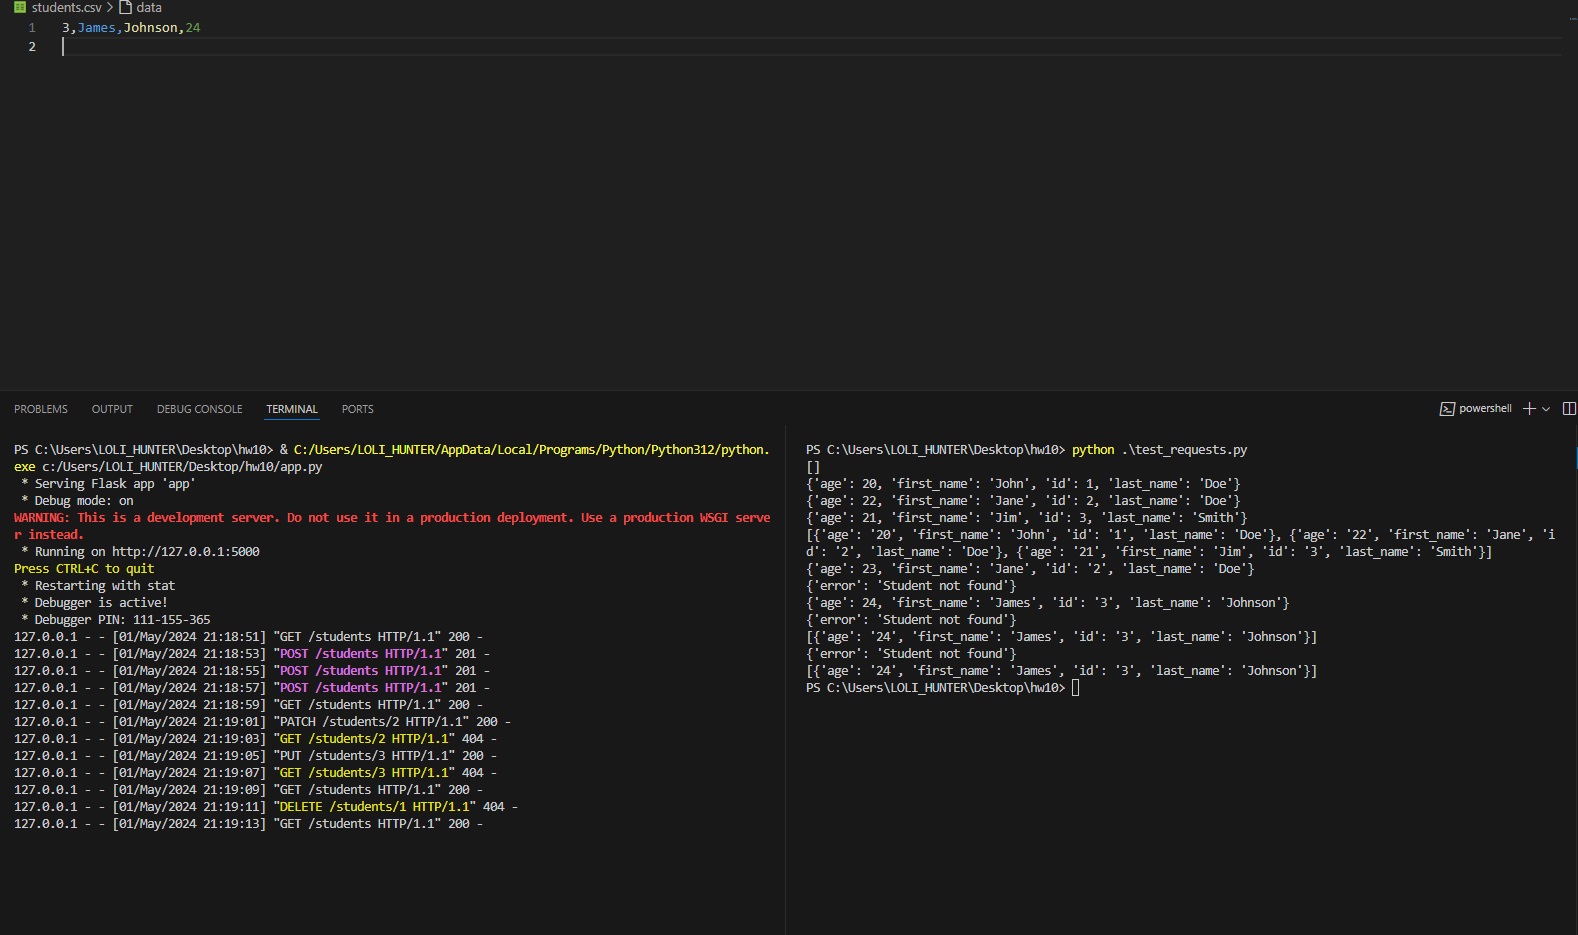 students.csv > data
1 3,James,Johnson,24
2
PROBLEMS OUTPUT DEBUG CONSOLE TERMINAL PORTS
powershell
PS C:\Users\LOLI_HUNTER\Desktop\hw10> & C:/Users/LOLI_HUNTER/AppData/Local/Programs/Python/Python312/python.
exe c:/Users/LOLI_HUNTER/Desktop/hw10/app.py
* Serving Flask app 'app'
* Debug mode: on
WARNING: This is a development server. Do not use it in a production deployment. Use a production WSGI serve
r instead.
* Running on http://127.0.0.1:5000
Press CTRL+C to quit
* Restarting with stat
* Debugger is active!
* Debugger PIN: 111-155-365
127.0.0.1 - - [01/May/2024 21:18:51] "GET /students HTTP/1.1" 200 -
127.0.0.1 - - [01/May/2024 21:18:53] "POST /students HTTP/1.1" 201 -
127.0.0.1 - - [01/May/2024 21:18:55] "POST /students HTTP/1.1" 201 -
127.0.0.1 - - [01/May/2024 21:18:57] "POST /students HTTP/1.1" 201 -
127.0.0.1 - - [01/May/2024 21:18:59] "GET /students HTTP/1.1" 200 -
127.0.0.1 - - [01/May/2024 21:19:01] "PATCH /students/2 HTTP/1.1" 200 -
127.0.0.1 - - [01/May/2024 21:19:03] "GET /students/2 HTTP/1.1" 404 -
127.0.0.1 - - [01/May/2024 21:19:05] "PUT /students/3 HTTP/1.1" 200 -
127.0.0.1 - - [01/May/2024 21:19:07] "GET /students/3 HTTP/1.1" 404 -
127.0.0.1 - - [01/May/2024 21:19:09] "GET /students HTTP/1.1" 200 -
127.0.0.1 - - [01/May/2024 21:19:11] "DELETE /students/1 HTTP/1.1" 404 -
127.0.0.1 - - [01/May/2024 21:19:13] "GET /students HTTP/1.1" 200 -
PS C:\Users\LOLI_HUNTER\Desktop\hw10> python .\test_requests.py
[]
{'age': 20, 'first_name': 'John', 'id': 1, 'last_name': 'Doe'}
{'age': 22, 'first_name': 'Jane', 'id': 2, 'last_name': 'Doe'}
{'age': 21, 'first_name': 'Jim', 'id': 3, 'last_name': 'Smith'}
[{'age': '20', 'first_name': 'John', 'id': '1', 'last_name': 'Doe'}, {'age': '22', 'first_name': 'Jane', 'i
d': '2', 'last_name': 'Doe'}, {'age': '21', 'first_name': 'Jim', 'id': '3', 'last_name': 'Smith'}]
{'age': 23, 'first_name': 'Jane', 'id': '2', 'last_name': 'Doe'}
{'error': 'Student not found'}
{'age': 24, 'first_name': 'James', 'id': '3', 'last_name': 'Johnson'}
{'error': 'Student not found'}
[{'age': '24', 'first_name': 'James', 'id': '3', 'last_name': 'Johnson'}]
{'error': 'Student not found'}
[{'age': '24', 'first_name': 'James', 'id': '3', 'last_name': 'Johnson'}]
PS C:\Users\LOLI_HUNTER\Desktop\hw10>